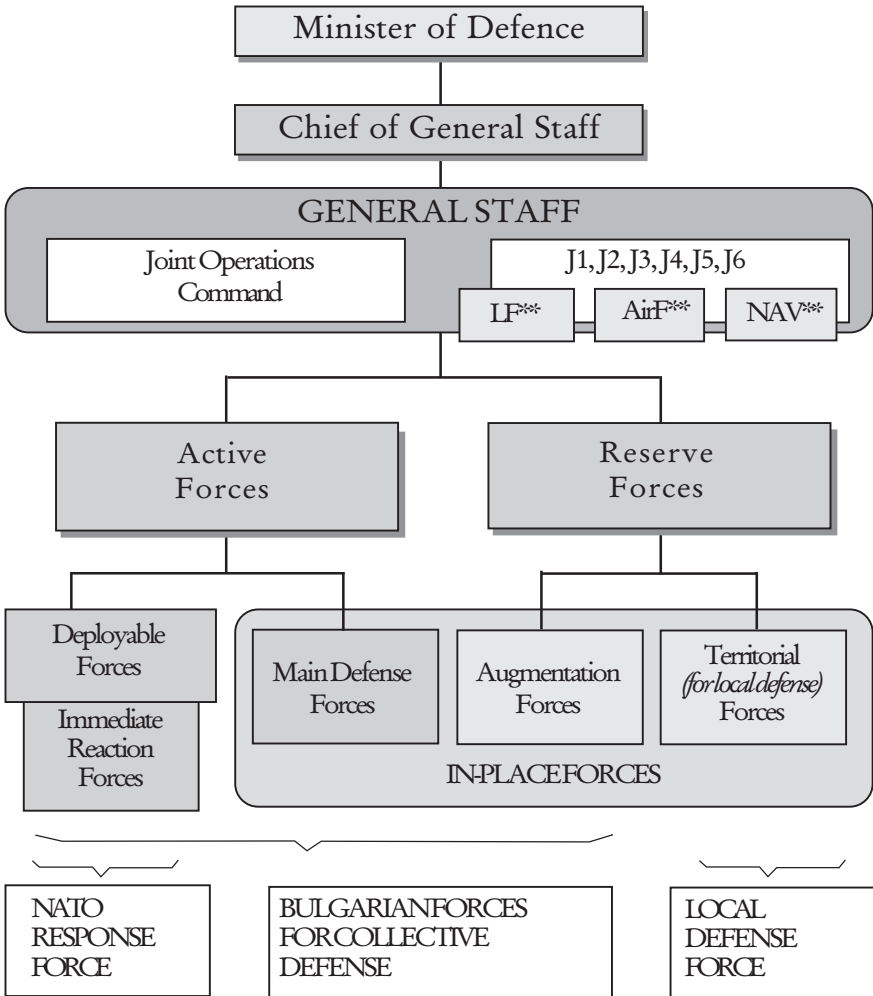 Minister of Defence
Chief of General Staff
GENERAL STAFF
Joint Operations
Command
J1, J2, J3, J4, J5, J6
LF**
AirF**
NAV**
Active
Forces
Reserve
Forces
Deployable
Forces
Immediate
Reaction
Forces
Main Defense
Forces
Augmentation
Forces
Territorial
(for local defense)
Forces
IN-PLACE FORCES
NATO
RESPONSE
FORCE
BULGARIAN FORCES
FOR COLLECTIVE
DEFENSE
LOCAL
DEFENSE
FORCE